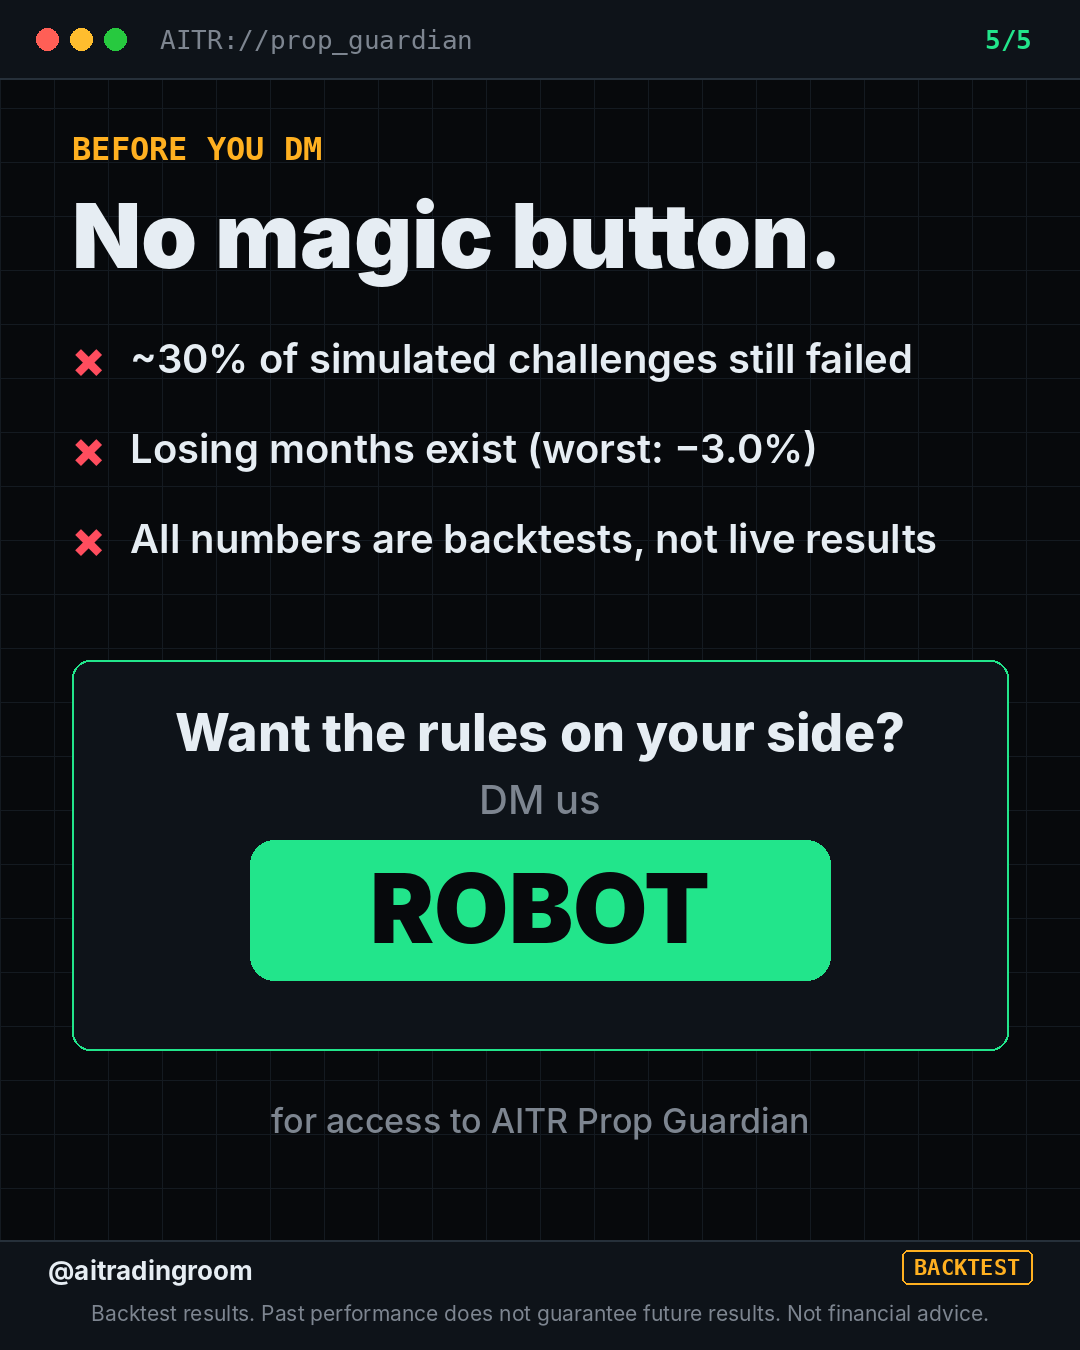 AITR://prop_guardian
5/5
BEFORE YOU DM
No magic button.
✖ ~30% of simulated challenges still failed
✖ Losing months exist (worst: −3.0%)
✖ All numbers are backtests, not live results
Want the rules on your side?
DM us
ROBOT
for access to AITR Prop Guardian
@aitradingroom
BACKTEST
Backtest results. Past performance does not guarantee future results. Not financial advice.